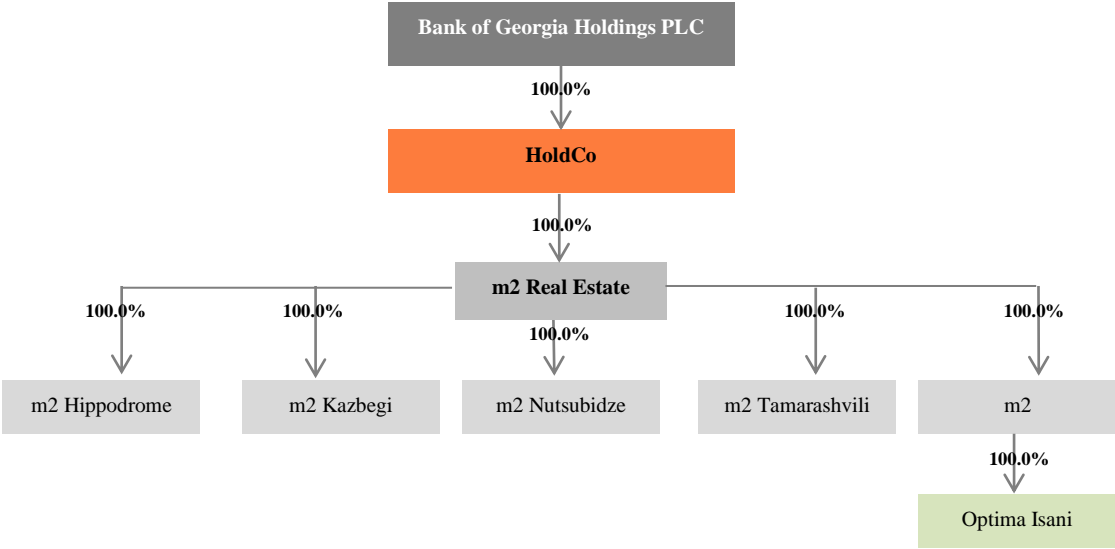 Bank of Georgia Holdings PLC
100.0%
HoldCo
100.0%
m2 Real Estate
100.0%
100.0%
100.0%
100.0%
100.0%
m2 Hippodrome
m2 Kazbegi
m2 Nutsubidze
m2 Tamarashvili
m2
100.0%
Optima Isani